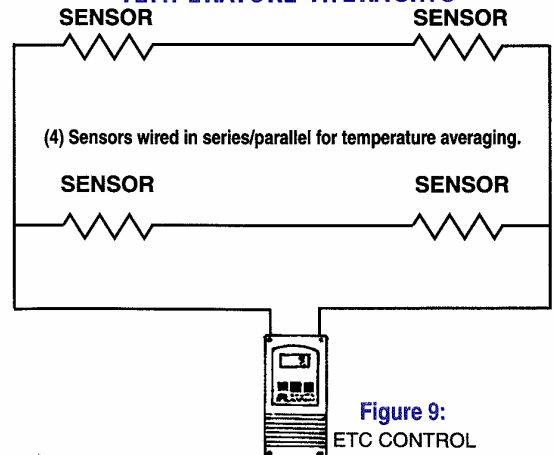 SENSOR SENSOR
(4) Sensors wired in series/parallel for temperature averaging.
SENSOR SENSOR
Figure 9:
ETC CONTROL